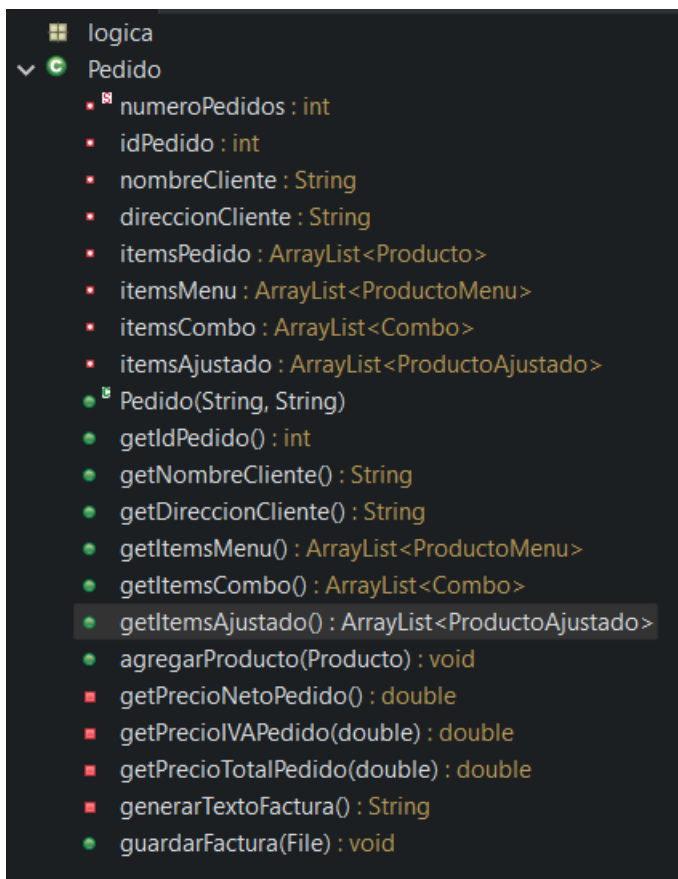 logica
Pedido
numeroPedidos : int
idPedido : int
nombreCliente : String
direccionCliente : String
itemsPedido : ArrayList<Producto>
itemsMenu : ArrayList<ProductoMenu>
itemsCombo : ArrayList<Combo>
itemsAjustado : ArrayList<ProductoAjustado>
Pedido(String, String)
getIdPedido() : int
getNombreCliente() : String
getDireccionCliente() : String
getItemsMenu() : ArrayList<ProductoMenu>
getItemsCombo() : ArrayList<Combo>
getItemsAjustado() : ArrayList<ProductoAjustado>
agregarProducto(Producto) : void
getPrecioNetoPedido() : double
getPrecioIVAPedido(double) : double
getPrecioTotalPedido(double) : double
generarTextoFactura() : String
guardarFactura(File) : void